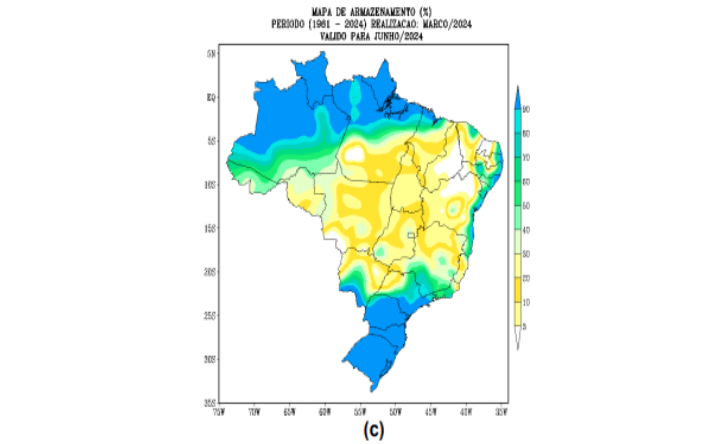 MAPA DE ARMAZENAMENTO (%)
PERIODO (1961 - 2024) REALIZACAO: MARCO/2024
VALIDO PARA JUNHO/2024
5N
EQ
5S
10S
15S
20S
25S
30S
35S
75W 70W 65W 60W 55W 50W 45W 40W 35W
90
80
70
60
50
40
30
20
10
5
(c)